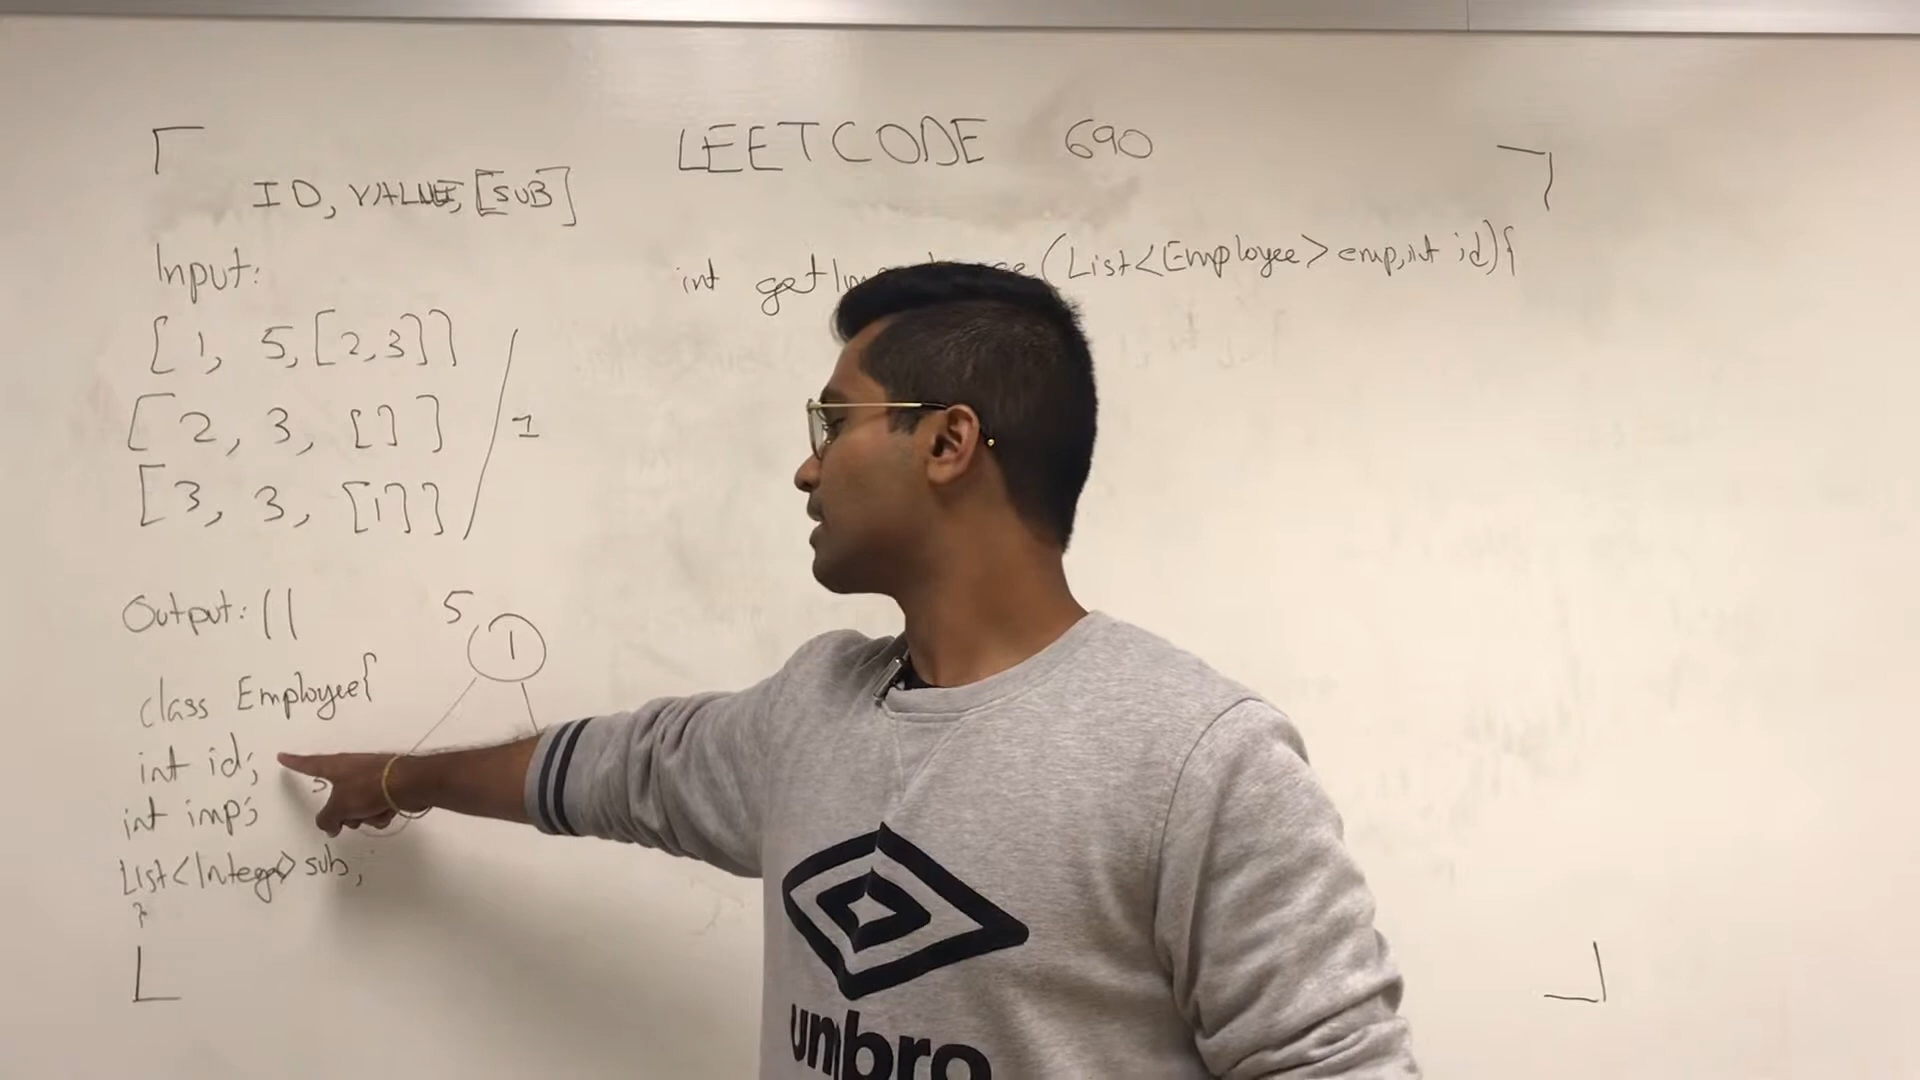 LEETCODE 690
ID, VALUE, [SUB]
Input:
[1, 5,[2,3]]
[2, 3, []]
[3, 3, [1]]
/ 1
Output: 11
class Employee{
int id;
int imp;
List<Integer> sub;
}
5
1
3
int (List<Employee> emp,int id){
umbro